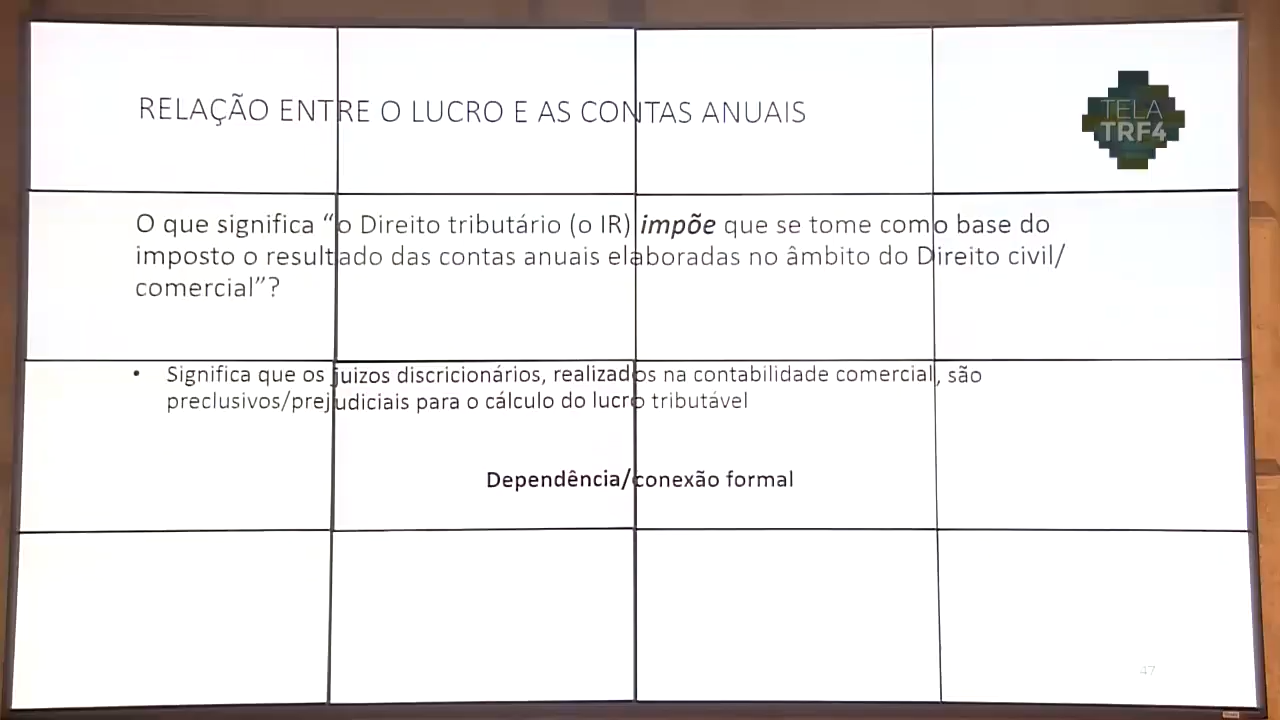 RELAÇÃO ENTRE O LUCRO E AS CONTAS ANUAIS
TELA
TRF4
O que significa “o Direito tributário (o IR) impõe que se tome como base do
imposto o resultado das contas anuais elaboradas no âmbito do Direito civil/
comercial”?
• Significa que os juizos discricionários, realizados na contabilidade comercial, são
preclusivos/prejudiciais para o cálculo do lucro tributável
Dependência/conexão formal
47